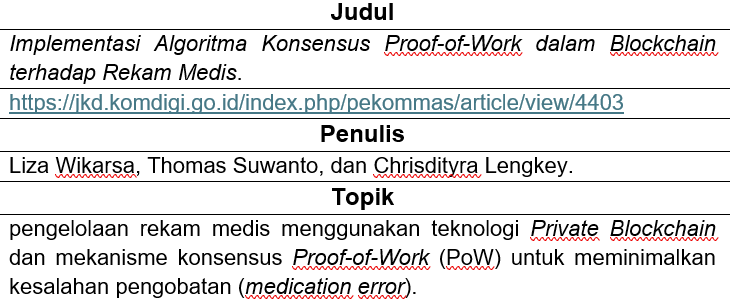 Judul
Implementasi Algoritma Konsensus Proof-of-Work dalam Blockchain
terhadap Rekam Medis.
https://jkd.komdigi.go.id/index.php/pekommas/article/view/4403
Penulis
Liza Wikarsa, Thomas Suwanto, dan Chrisdityra Lengkey.
Topik
pengelolaan rekam medis menggunakan teknologi Private Blockchain
dan mekanisme konsensus Proof-of-Work (PoW) untuk meminimalkan
kesalahan pengobatan (medication error).